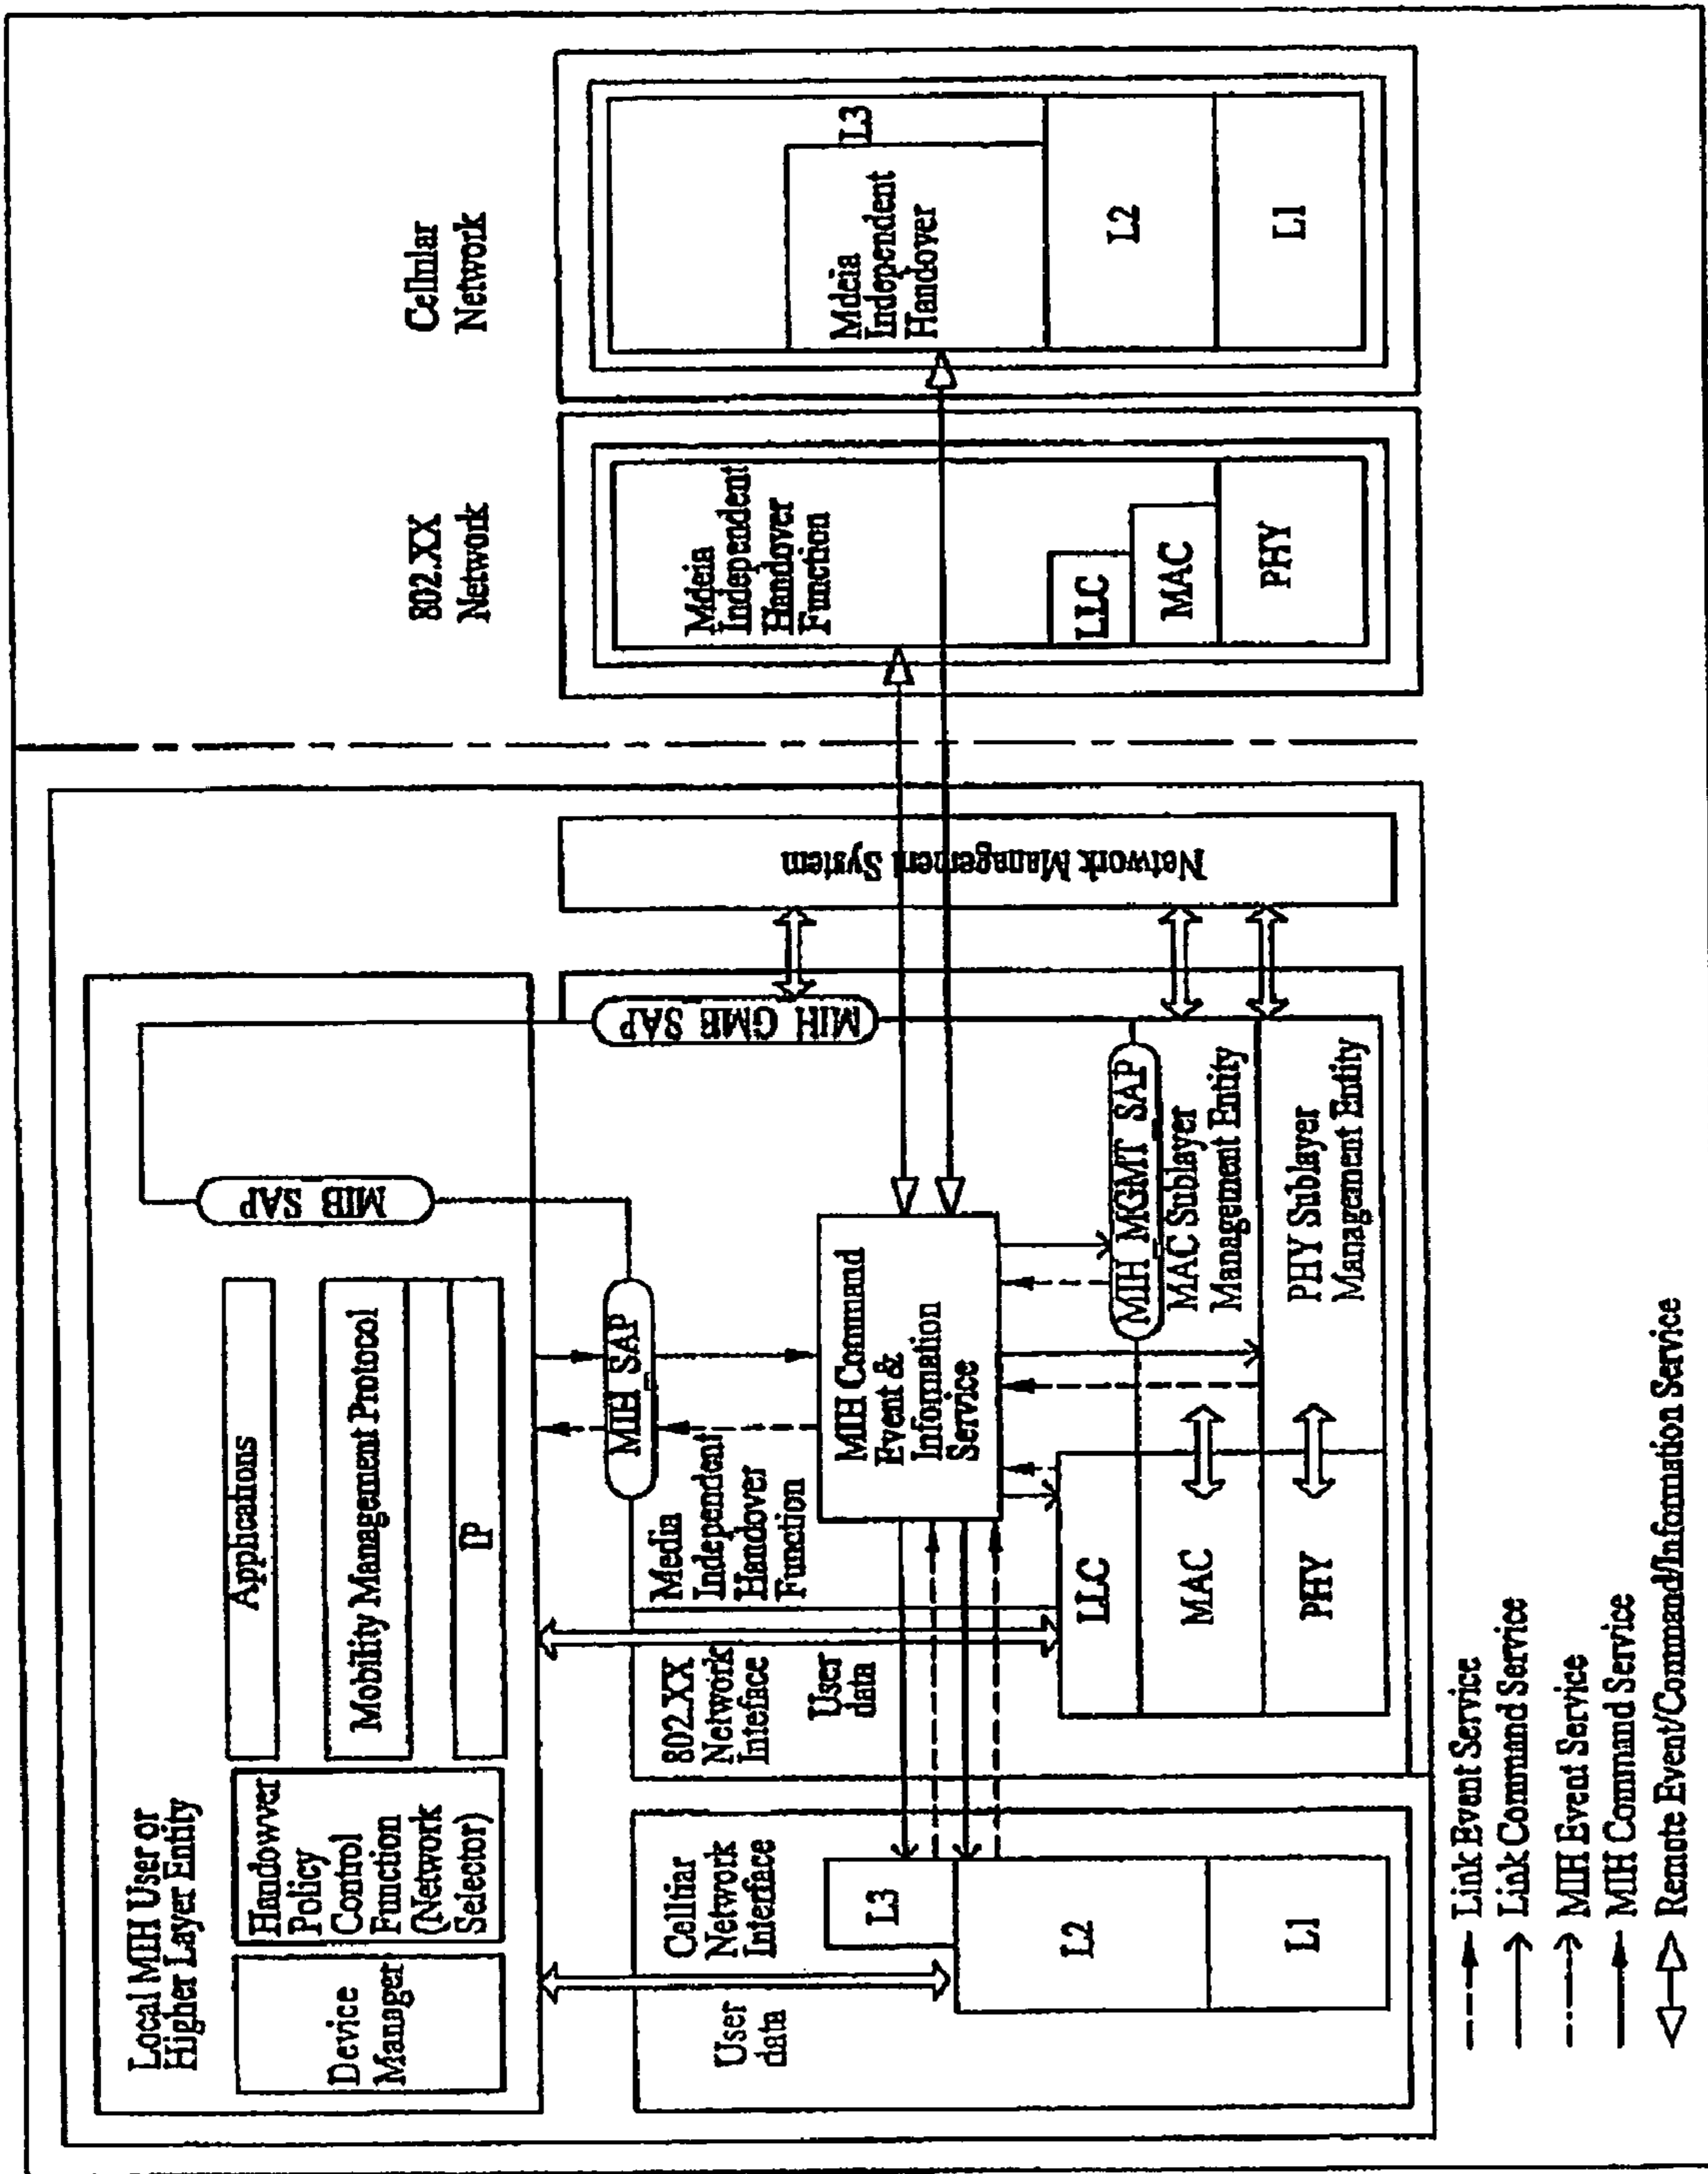 Local MIH User or
Higher Layer Entity
Device
Manager
Handowver
Policy
Control
Function
(Network
Selector)
Applications
Mobility Management Protocol
IP
MIB SAP
User
data
Celltiar
Network
Interface
L3
L2
L1
802.XX
Network
Inteface
User
data
Media
Independent
Handover
Function
MIH SAP
MIH Command
Event &
Information
Service
LLC
MAC
PHY
MIH MGMT SAP
MAC Sublayer
Management Entity
PHY Sublayer
Management Entity
MIH GMB SAP
Network Management System
802.XX
Network
Mdeia
Independent
Handover
Function
LLC
MAC
PHY
Cellular
Network
Mdeia
Independent
Handover
L3
L2
L1
Link Event Service
Link Command Service
MIH Event Service
MIH Command Service
Remote Event/Command/Information Service